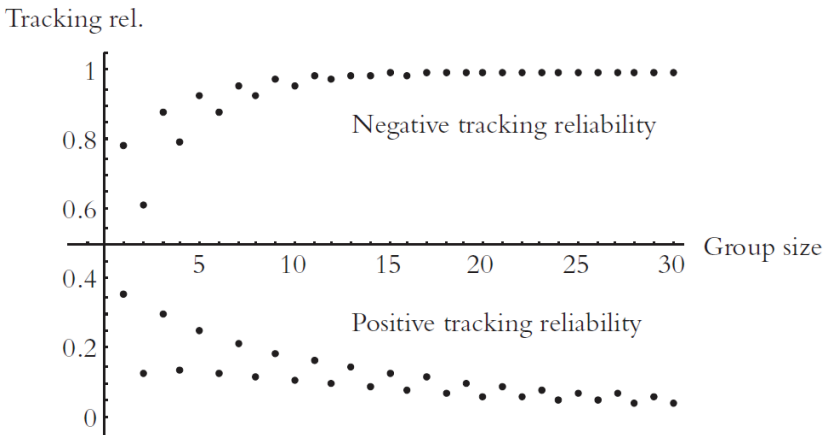 Tracking rel.
1
0.8
Negative tracking reliability
0.6
Group size
5 10 15 20 25 30
0.4
Positive tracking reliability
0.2
0